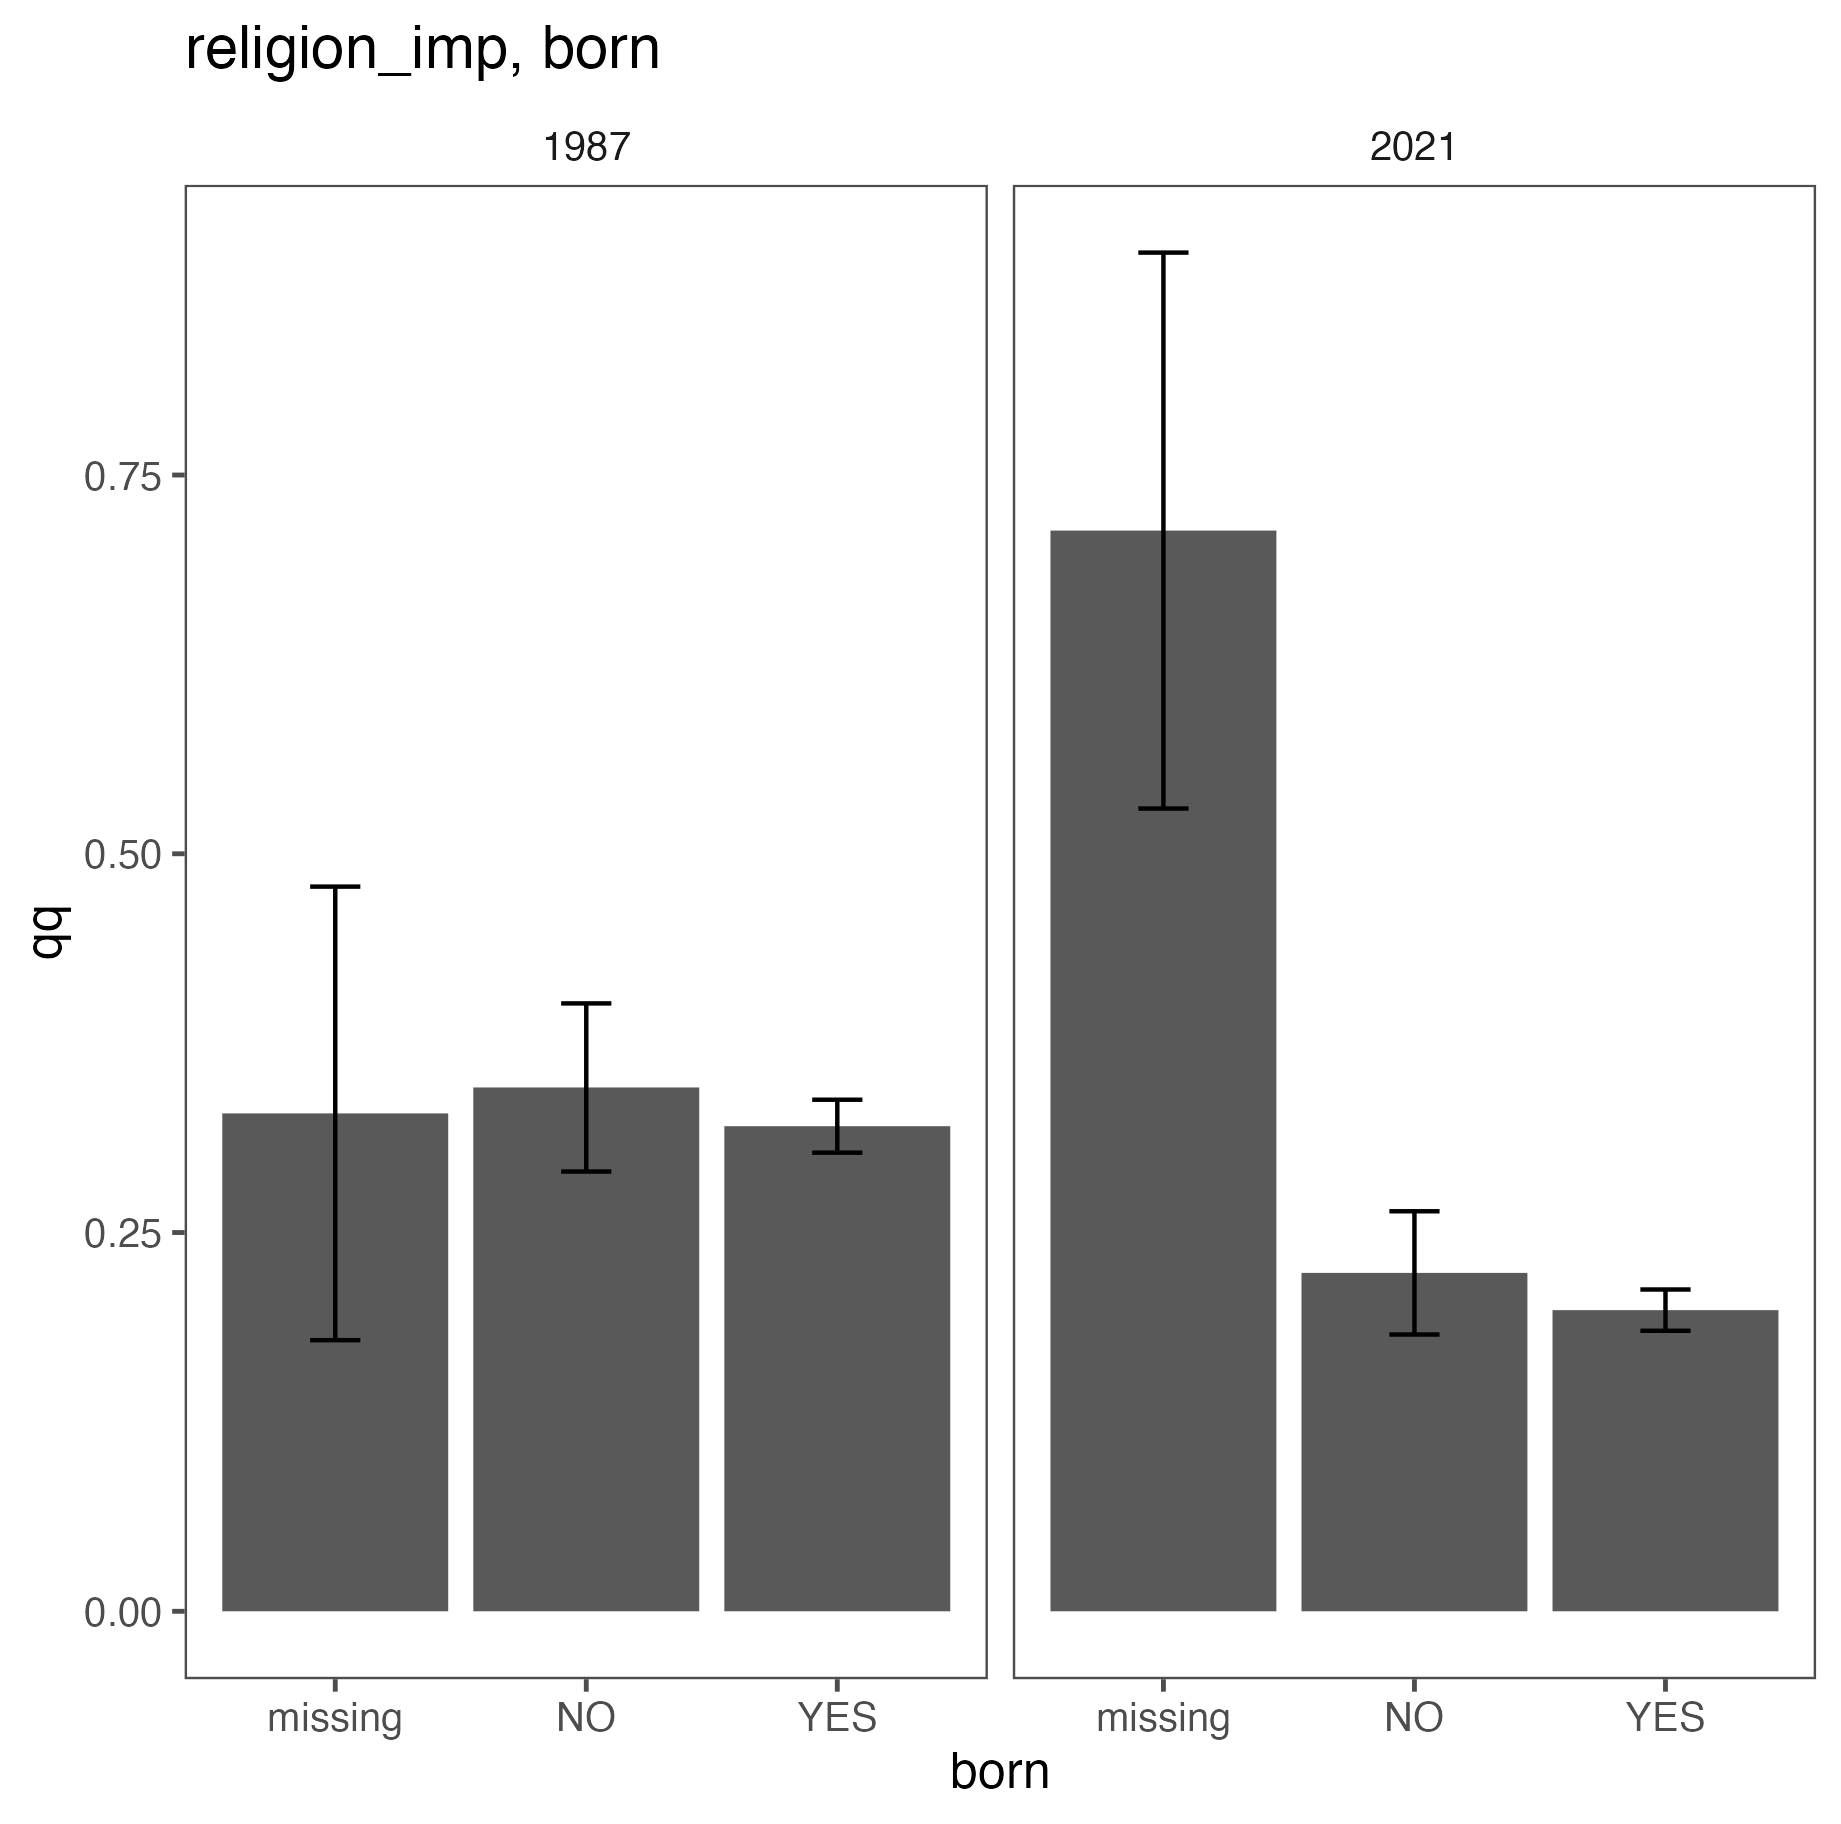 religion_imp, born
1987
2021
0.75
0.50
0.25
0.00
qq
missing NO YES missing NO YES
born